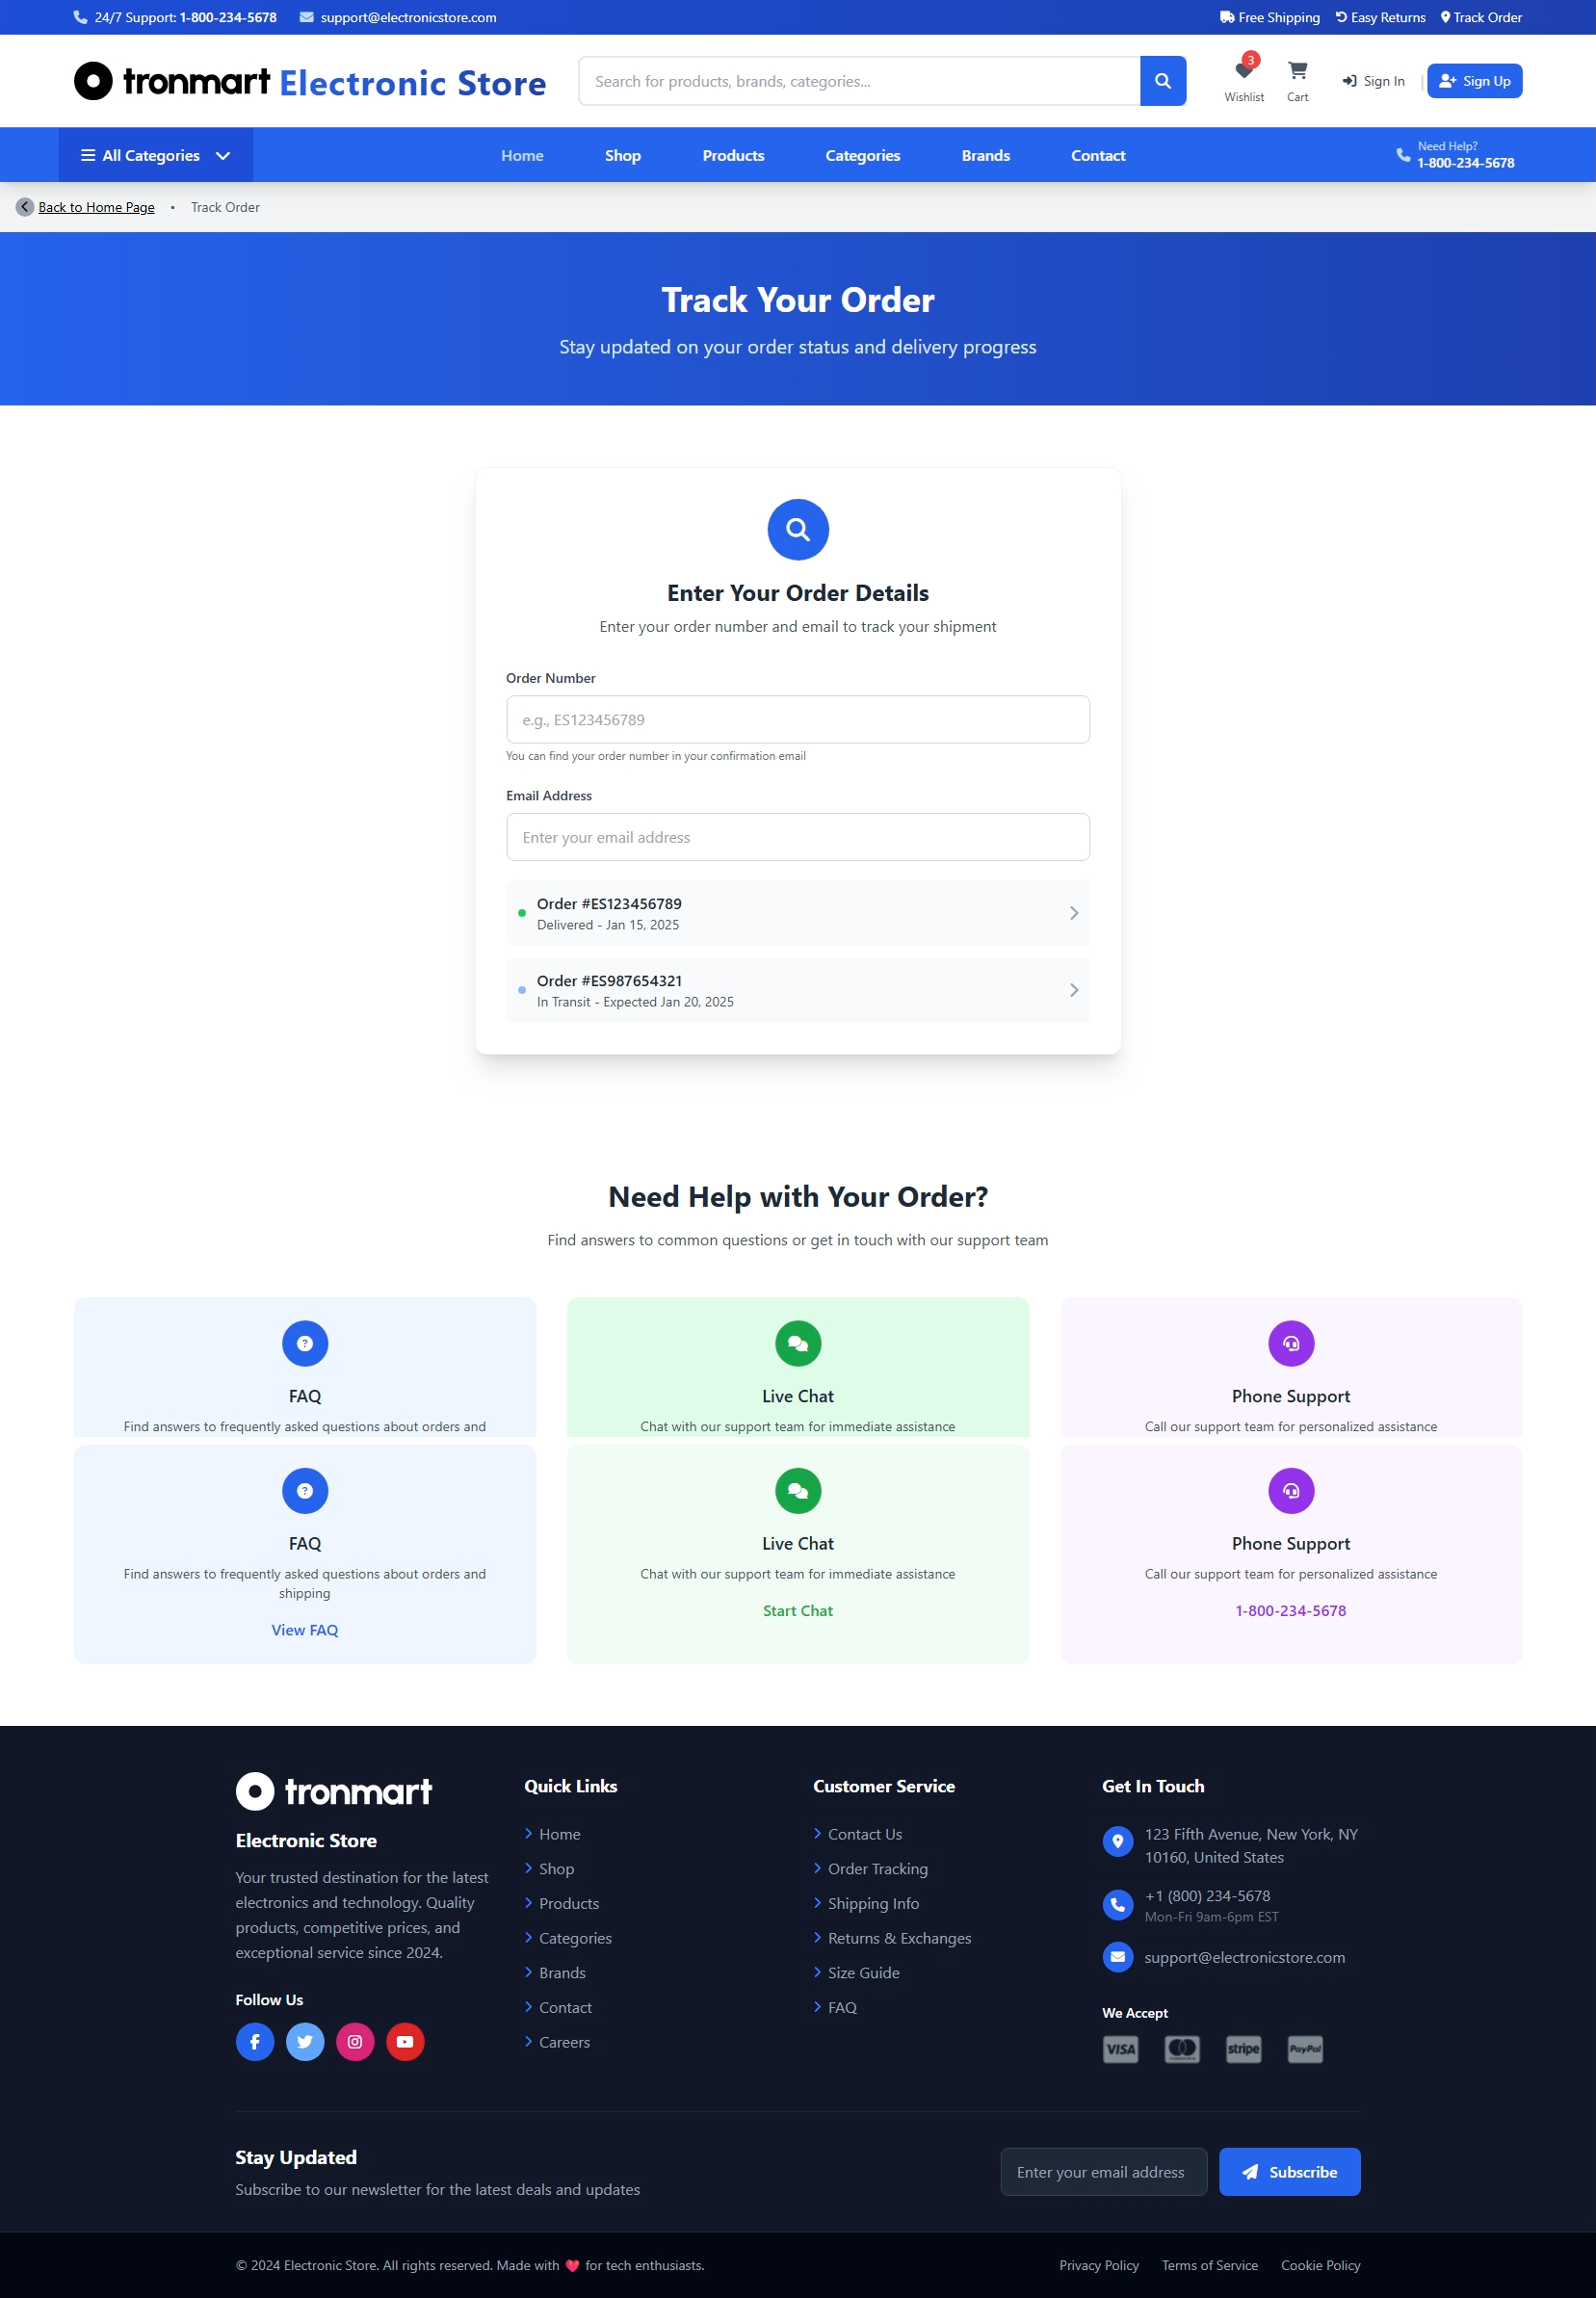 24/7 Support: 1-800-234-5678 support@electronicstore.com Free Shipping Easy Returns Track Order
tronmart Electronic Store Search for products, brands, categories... 3 Wishlist Cart Sign In | Sign Up
All Categories Home Shop Products Categories Brands Contact Need Help?
1-800-234-5678
Back to Home Page • Track Order
Track Your Order
Stay updated on your order status and delivery progress
Enter Your Order Details
Enter your order number and email to track your shipment
Order Number
e.g., ES123456789
You can find your order number in your confirmation email
Email Address
Enter your email address
Order #ES123456789
Delivered - Jan 15, 2025
Order #ES987654321
In Transit - Expected Jan 20, 2025
Need Help with Your Order?
Find answers to common questions or get in touch with our support team
FAQ
Find answers to frequently asked questions about orders and
Live Chat
Chat with our support team for immediate assistance
Phone Support
Call our support team for personalized assistance
FAQ
Find answers to frequently asked questions about orders and
shipping
View FAQ
Live Chat
Chat with our support team for immediate assistance
Start Chat
Phone Support
Call our support team for personalized assistance
1-800-234-5678
tronmart
Electronic Store
Your trusted destination for the latest
electronics and technology. Quality
products, competitive prices, and
exceptional service since 2024.
Follow Us
Quick Links
Home
Shop
Products
Categories
Brands
Contact
Careers
Customer Service
Contact Us
Order Tracking
Shipping Info
Returns & Exchanges
Size Guide
FAQ
Get In Touch
123 Fifth Avenue, New York, NY
10160, United States
+1 (800) 234-5678
Mon-Fri 9am-6pm EST
support@electronicstore.com
We Accept
VISA stripe PayPal
Stay Updated
Subscribe to our newsletter for the latest deals and updates
Enter your email address Subscribe
© 2024 Electronic Store. All rights reserved. Made with ❤️ for tech enthusiasts. Privacy Policy Terms of Service Cookie Policy